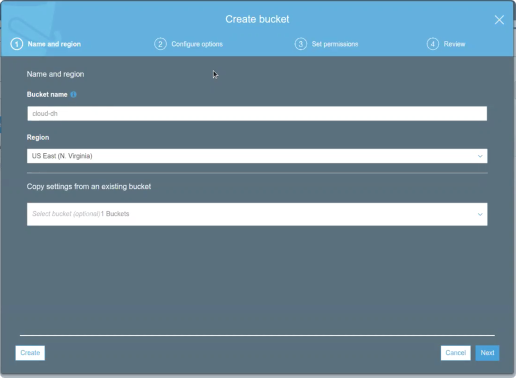 Create bucket
1 Name and region
2 Configure options
3 Set permissions
4 Review
Name and region
Bucket name
cloud-dh
Region
US East (N. Virginia)
Copy settings from an existing bucket
Select bucket (optional)1 Buckets
Create
Cancel
Next